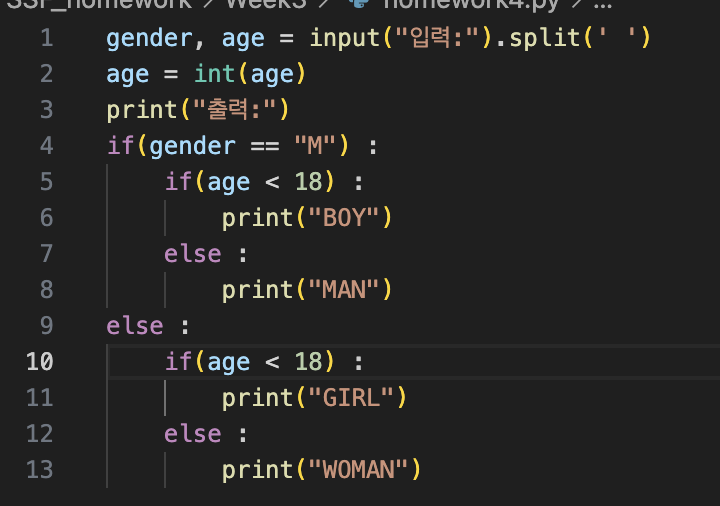 SSF_homework > Week3 > homework4.py > ...
1 gender, age = input("입력:").split(' ')
2 age = int(age)
3 print("출력:")
4 if(gender == "M") :
5     if(age < 18) :
6         print("BOY")
7     else :
8         print("MAN")
9 else :
10     if(age < 18) :
11         print("GIRL")
12     else :
13         print("WOMAN")